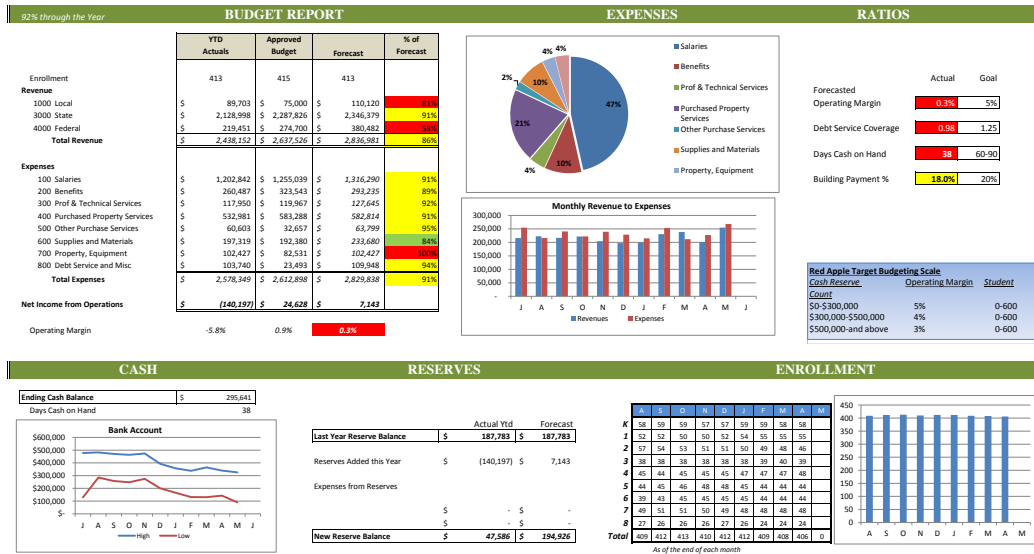 92% through the Year BUDGET REPORT EXPENSES RATIOS
YTD Actuals Approved Budget Forecast % of Forecast
Enrollment 413 415 413
Revenue
1000 Local $ 89,703 $ 75,000 $ 110,120 81%
3000 State $ 2,128,998 $ 2,287,826 $ 2,346,379 91%
4000 Federal $ 219,451 $ 274,700 $ 380,482 58%
Total Revenue $ 2,438,152 $ 2,637,526 $ 2,836,981 86%
Expenses
100 Salaries $ 1,202,842 $ 1,255,039 $ 1,316,290 91%
200 Benefits $ 260,487 $ 323,543 $ 293,235 89%
300 Prof & Technical Services $ 117,950 $ 119,967 $ 127,645 92%
400 Purchased Property Services $ 532,981 $ 583,288 $ 582,814 91%
500 Other Purchase Services $ 60,603 $ 32,657 $ 63,799 95%
600 Supplies and Materials $ 197,319 $ 192,380 $ 233,680 84%
700 Property, Equipment $ 102,427 $ 82,531 $ 102,427 100%
800 Debt Service and Misc $ 103,740 $ 23,493 $ 109,948 94%
Total Expenses $ 2,578,349 $ 2,612,898 $ 2,829,838 91%
Net Income from Operations $ (140,197) $ 24,628 $ 7,143
Operating Margin -5.8% 0.9% 0.3%
47%
10%
4%
21%
2%
10%
4%
4%
Salaries
Benefits
Prof & Technical Services
Purchased Property
Services
Other Purchase Services
Supplies and Materials
Property, Equipment
Monthly Revenue to Expenses
300,000
250,000
200,000
150,000
100,000
50,000
-
J A S O N D J F M A M J
Revenues Expenses
Actual Goal
Forecasted
Operating Margin 0.3% 5%
Debt Service Coverage 0.98 1.25
Days Cash on Hand 38 60-90
Building Payment % 18.0% 20%
Red Apple Target Budgeting Scale
Cash Reserve Operating Margin Student
Count
$0-$300,000 5% 0-600
$300,000-$500,000 4% 0-600
$500,000-and above 3% 0-600
CASH RESERVES ENROLLMENT
Ending Cash Balance $ 295,641
Days Cash on Hand 38
Bank Account
$600,000
$500,000
$400,000
$300,000
$200,000
$100,000
$-
J A S O N D J F M A M J
High Low
Actual Ytd Forecast
Last Year Reserve Balance $ 187,783 $ 187,783
Reserves Added this Year $ (140,197) $ 7,143
Expenses from Reserves
$ - $ -
$ - $ -
New Reserve Balance $ 47,586 $ 194,926
A S O N D J F M A M
K 58 59 59 57 57 59 59 58 58
1 52 52 50 50 52 54 55 55 55
2 57 54 53 51 51 50 49 48 46
3 38 38 38 38 38 38 39 40 39
4 45 44 45 45 45 47 47 47 48
5 44 45 46 48 48 45 44 44 44
6 39 43 45 45 45 45 44 44 44
7 49 51 51 50 49 48 48 48 48
8 27 26 26 26 27 26 24 24 24
Total 409 412 413 410 412 412 409 408 406 0
As of the end of each month
450
400
350
300
250
200
150
100
50
0
A S O N D J F M A M